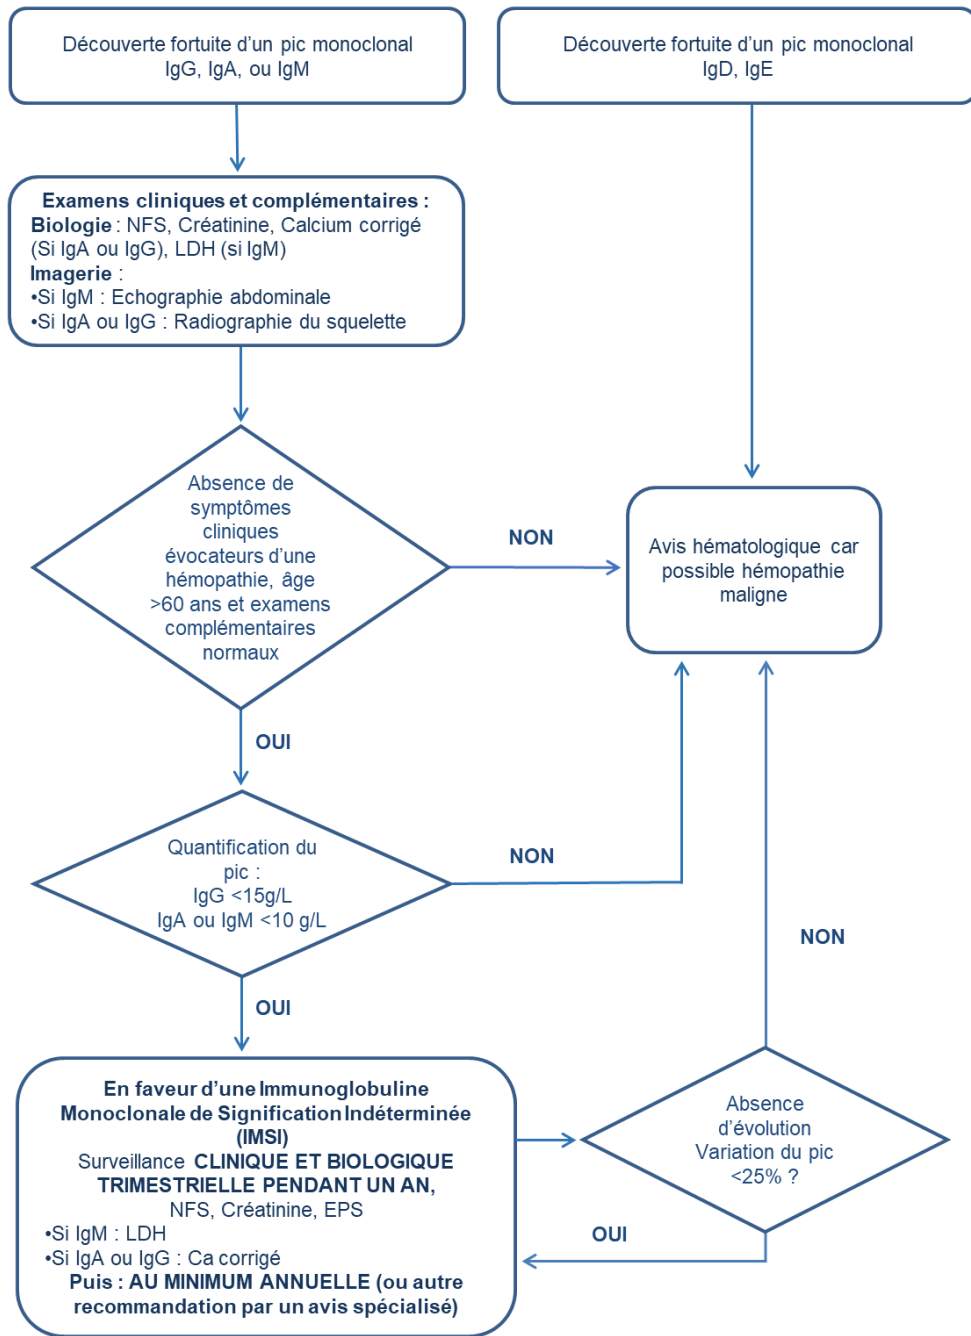 Découverte fortuite d’un pic monoclonal
IgG, IgA, ou IgM
Découverte fortuite d’un pic monoclonal
IgD, IgE
Examens cliniques et complémentaires :
Biologie : NFS, Créatinine, Calcium corrigé
(Si IgA ou IgG), LDH (si IgM)
Imagerie :
•Si IgM : Echographie abdominale
•Si IgA ou IgG : Radiographie du squelette
Absence de
symptômes
cliniques
évocateurs d’une
hémopathie, âge
>60 ans et examens
complémentaires
normaux
NON
Avis hématologique car
possible hémopathie
maligne
OUI
Quantification du
pic :
IgG <15g/L
IgA ou IgM <10 g/L
NON
NON
OUI
En faveur d’une Immunoglobuline
Monoclonale de Signification Indéterminée
(IMSI)
Surveillance CLINIQUE ET BIOLOGIQUE
TRIMESTRIELLE PENDANT UN AN,
NFS, Créatinine, EPS
•Si IgM : LDH
•Si IgA ou IgG : Ca corrigé
Puis : AU MINIMUM ANNUELLE (ou autre
recommandation par un avis spécialisé)
Absence
d’évolution
Variation du pic
<25% ?
OUI